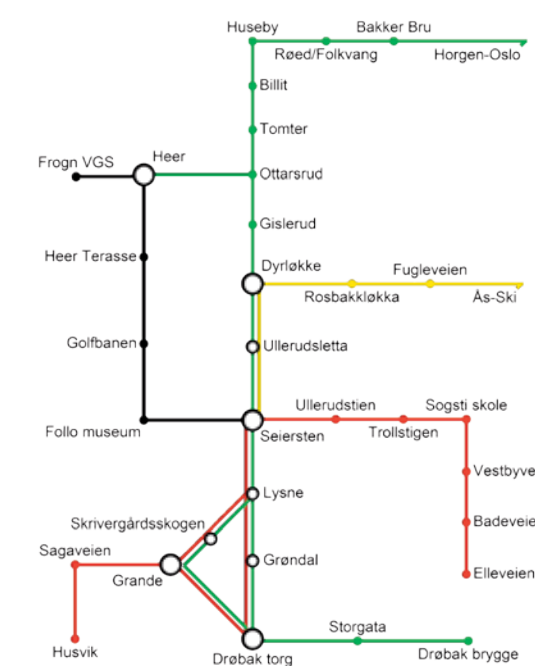 Huseby
Bakker Bru
Røed/Folkvang
Horgen-Oslo
Billit
Tomter
Frogn VGS
Heer
Ottarsrud
Gislerud
Heer Terasse
Dyrløkke
Fugleveien
Rosbakkløkka
Ås-Ski
Golfbanen
Ullerudsletta
Ullerudstien
Sogsti skole
Follo museum
Seiersten
Trollstigen
Vestbyve
Lysne
Skrivergårdsskogen
Badeveie
Sagaveien
Grøndal
Grande
Elleveien
Storgata
Husvik
Drøbak torg
Drøbak brygge